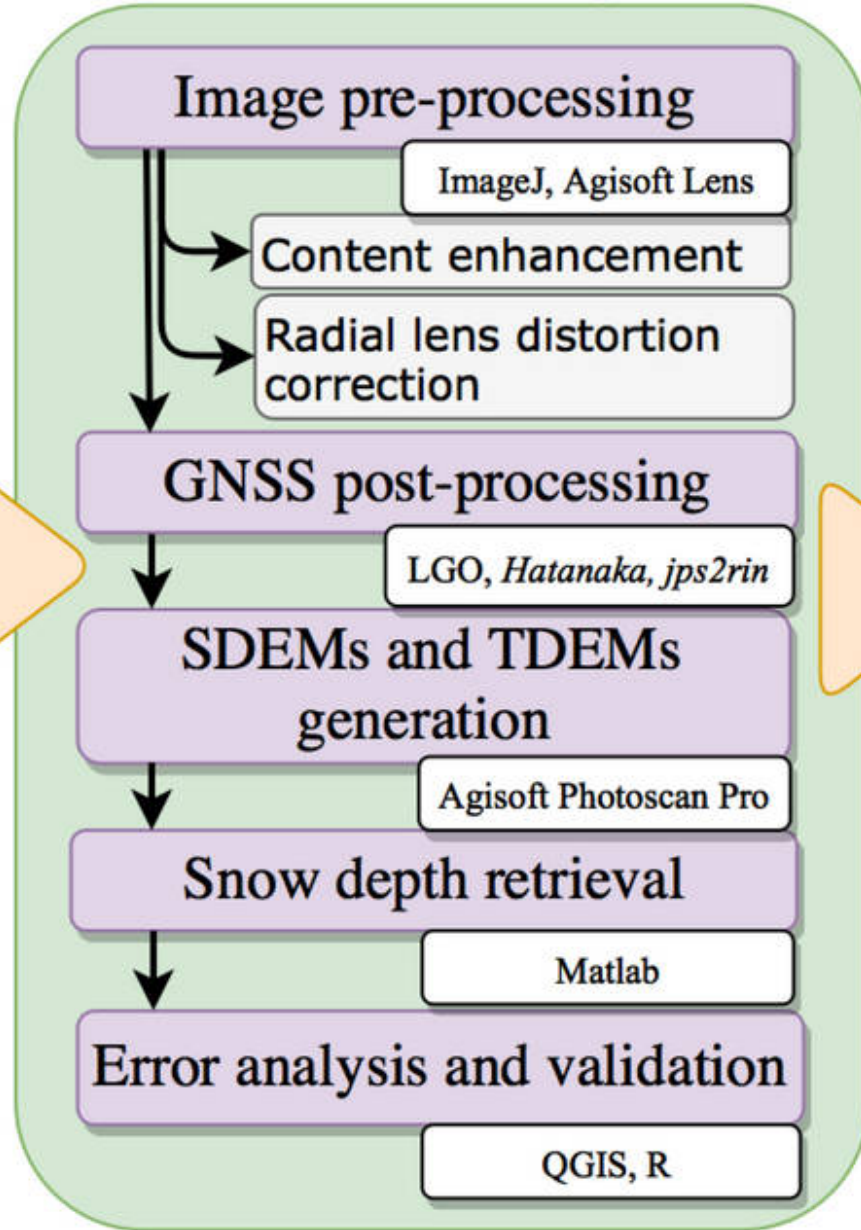 Image pre-processing
ImageJ, Agisoft Lens
Content enhancement
Radial lens distortion
correction
GNSS post-processing
LGO, Hatanaka, jps2rin
SDEMs and TDEMs
generation
Agisoft Photoscan Pro
Snow depth retrieval
Matlab
Error analysis and validation
QGIS, R